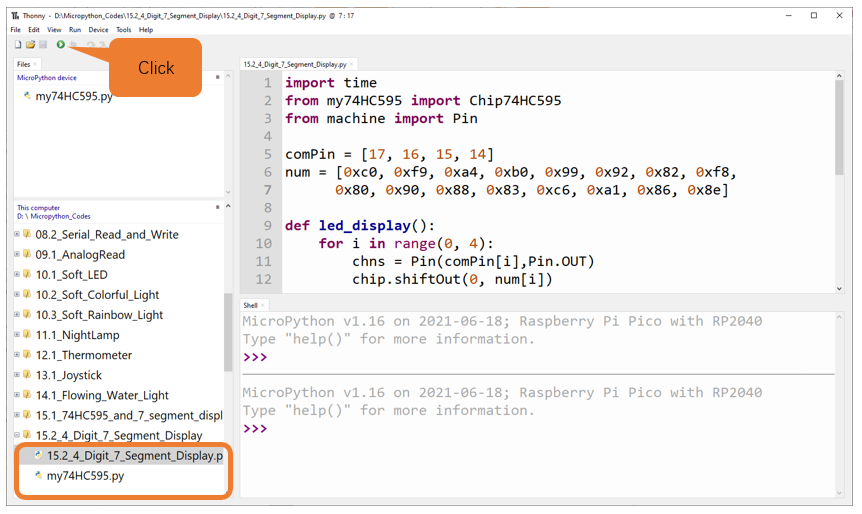 Thonny - D:\Micropython_Codes\15.2_4_Digit_7_Segment_Display\15.2_4_Digit_7_Segment_Display.py @ 7 : 17
File Edit View Run Device Tools Help
Click
Files
MicroPython device
my74HC595.py
This computer
D: \ Micropython_Codes
08.2_Serial_Read_and_Write
09.1_AnalogRead
10.1_Soft_LED
10.2_Soft_Colorful_Light
10.3_Soft_Rainbow_Light
11.1_NightLamp
12.1_Thermometer
13.1_Joystick
14.1_Flowing_Water_Light
15.1_74HC595_and_7_segment_displ
15.2_4_Digit_7_Segment_Display
15.2_4_Digit_7_Segment_Display.p
my74HC595.py
15.2_4_Digit_7_Segment_Display.py
1 import time
2 from my74HC595 import Chip74HC595
3 from machine import Pin
4
5 comPin = [17, 16, 15, 14]
6 num = [0xc0, 0xf9, 0xa4, 0xb0, 0x99, 0x92, 0x82, 0xf8,
7 0x80, 0x90, 0x88, 0x83, 0xc6, 0xa1, 0x86, 0x8e]
8
9 def led_display():
10 for i in range(0, 4):
11 chns = Pin(comPin[i],Pin.OUT)
12 chip.shiftOut(0, num[i])
Shell
MicroPython v1.16 on 2021-06-18; Raspberry Pi Pico with RP2040
Type "help()" for more information.
>>>
MicroPython v1.16 on 2021-06-18; Raspberry Pi Pico with RP2040
Type "help()" for more information.
>>>